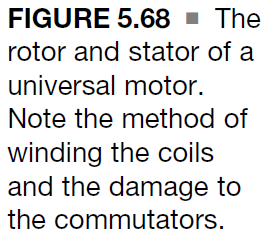 FIGURE 5.68 ■ The
rotor and stator of a
universal motor.
Note the method of
winding the coils
and the damage to
the commutators.